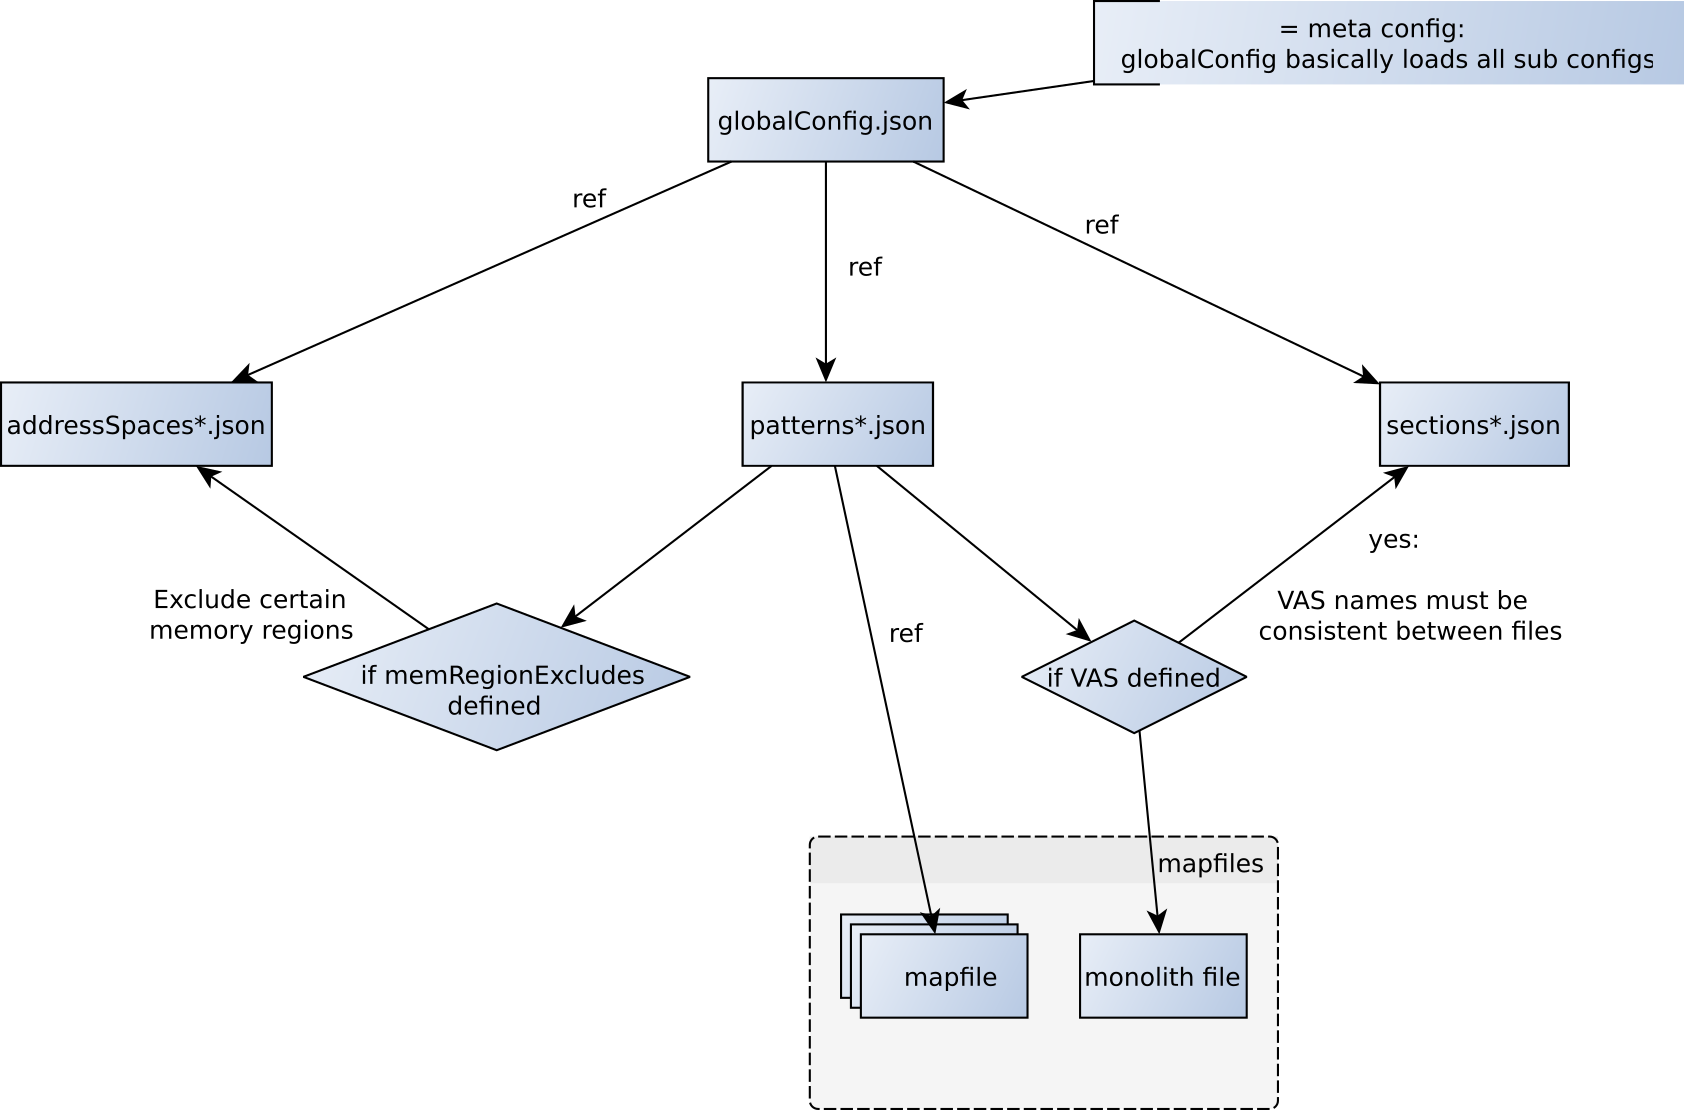 = meta config:
globalConfig basically loads all sub configs
globalConfig.json
ref
ref
ref
addressSpaces*.json
patterns*.json
sections*.json
yes:
Exclude certain
memory regions
VAS names must be
consistent between files
ref
if memRegionExcludes
defined
if VAS defined
mapfiles
mapfile
monolith file